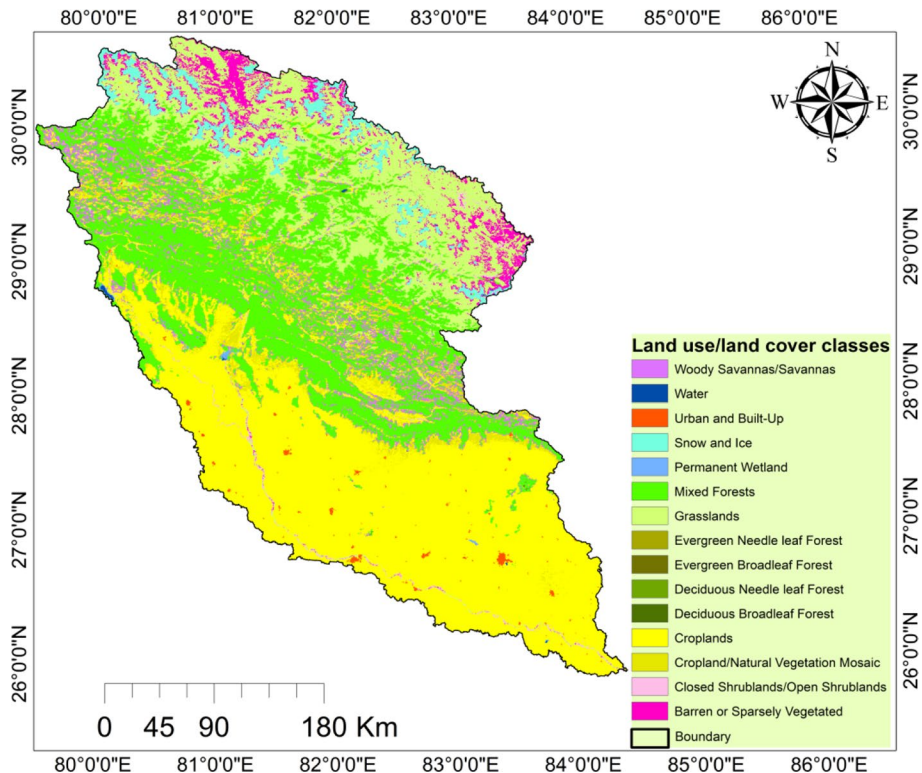 80°0'0"E 81°0'0"E 82°0'0"E 83°0'0"E 84°0'0"E 85°0'0"E 86°0'0"E
N
W E
S
30°0'0"N 30°0'0"N
29°0'0"N 29°0'0"N
28°0'0"N 28°0'0"N
27°0'0"N 27°0'0"N
26°0'0"N 26°0'0"N
Land use/land cover classes
Woody Savannas/Savannas
Water
Urban and Built-Up
Snow and Ice
Permanent Wetland
Mixed Forests
Grasslands
Evergreen Needle leaf Forest
Evergreen Broadleaf Forest
Deciduous Needle leaf Forest
Deciduous Broadleaf Forest
Croplands
Cropland/Natural Vegetation Mosaic
Closed Shrublands/Open Shrublands
Barren or Sparsely Vegetated
Boundary
0 45 90 180 Km
80°0'0"E 81°0'0"E 82°0'0"E 83°0'0"E 84°0'0"E 85°0'0"E 86°0'0"E